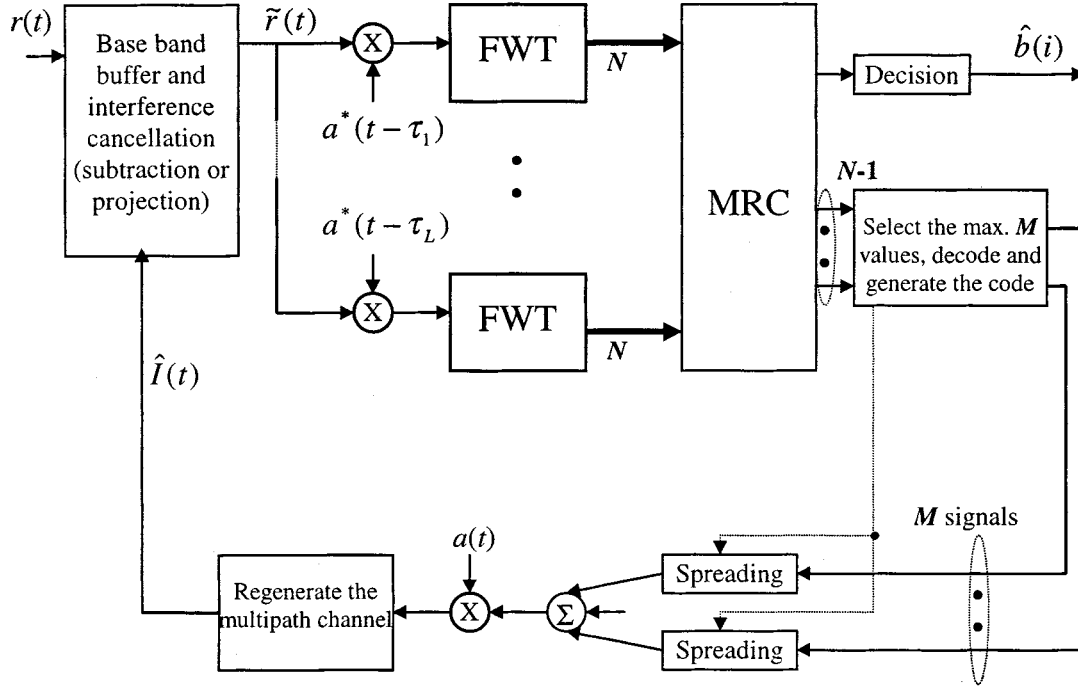 r(t)
Base band
buffer and
interference
cancellation
(subtraction or
projection)
r̃(t)
X
a*(t − τ₁)
FWT
N
a*(t − τ_L)
X
FWT
N
MRC
Decision
b̂(i)
N-1
Select the max. M
values, decode and
generate the code
Î(t)
M signals
Spreading
Spreading
Σ
a(t)
X
Regenerate the
multipath channel